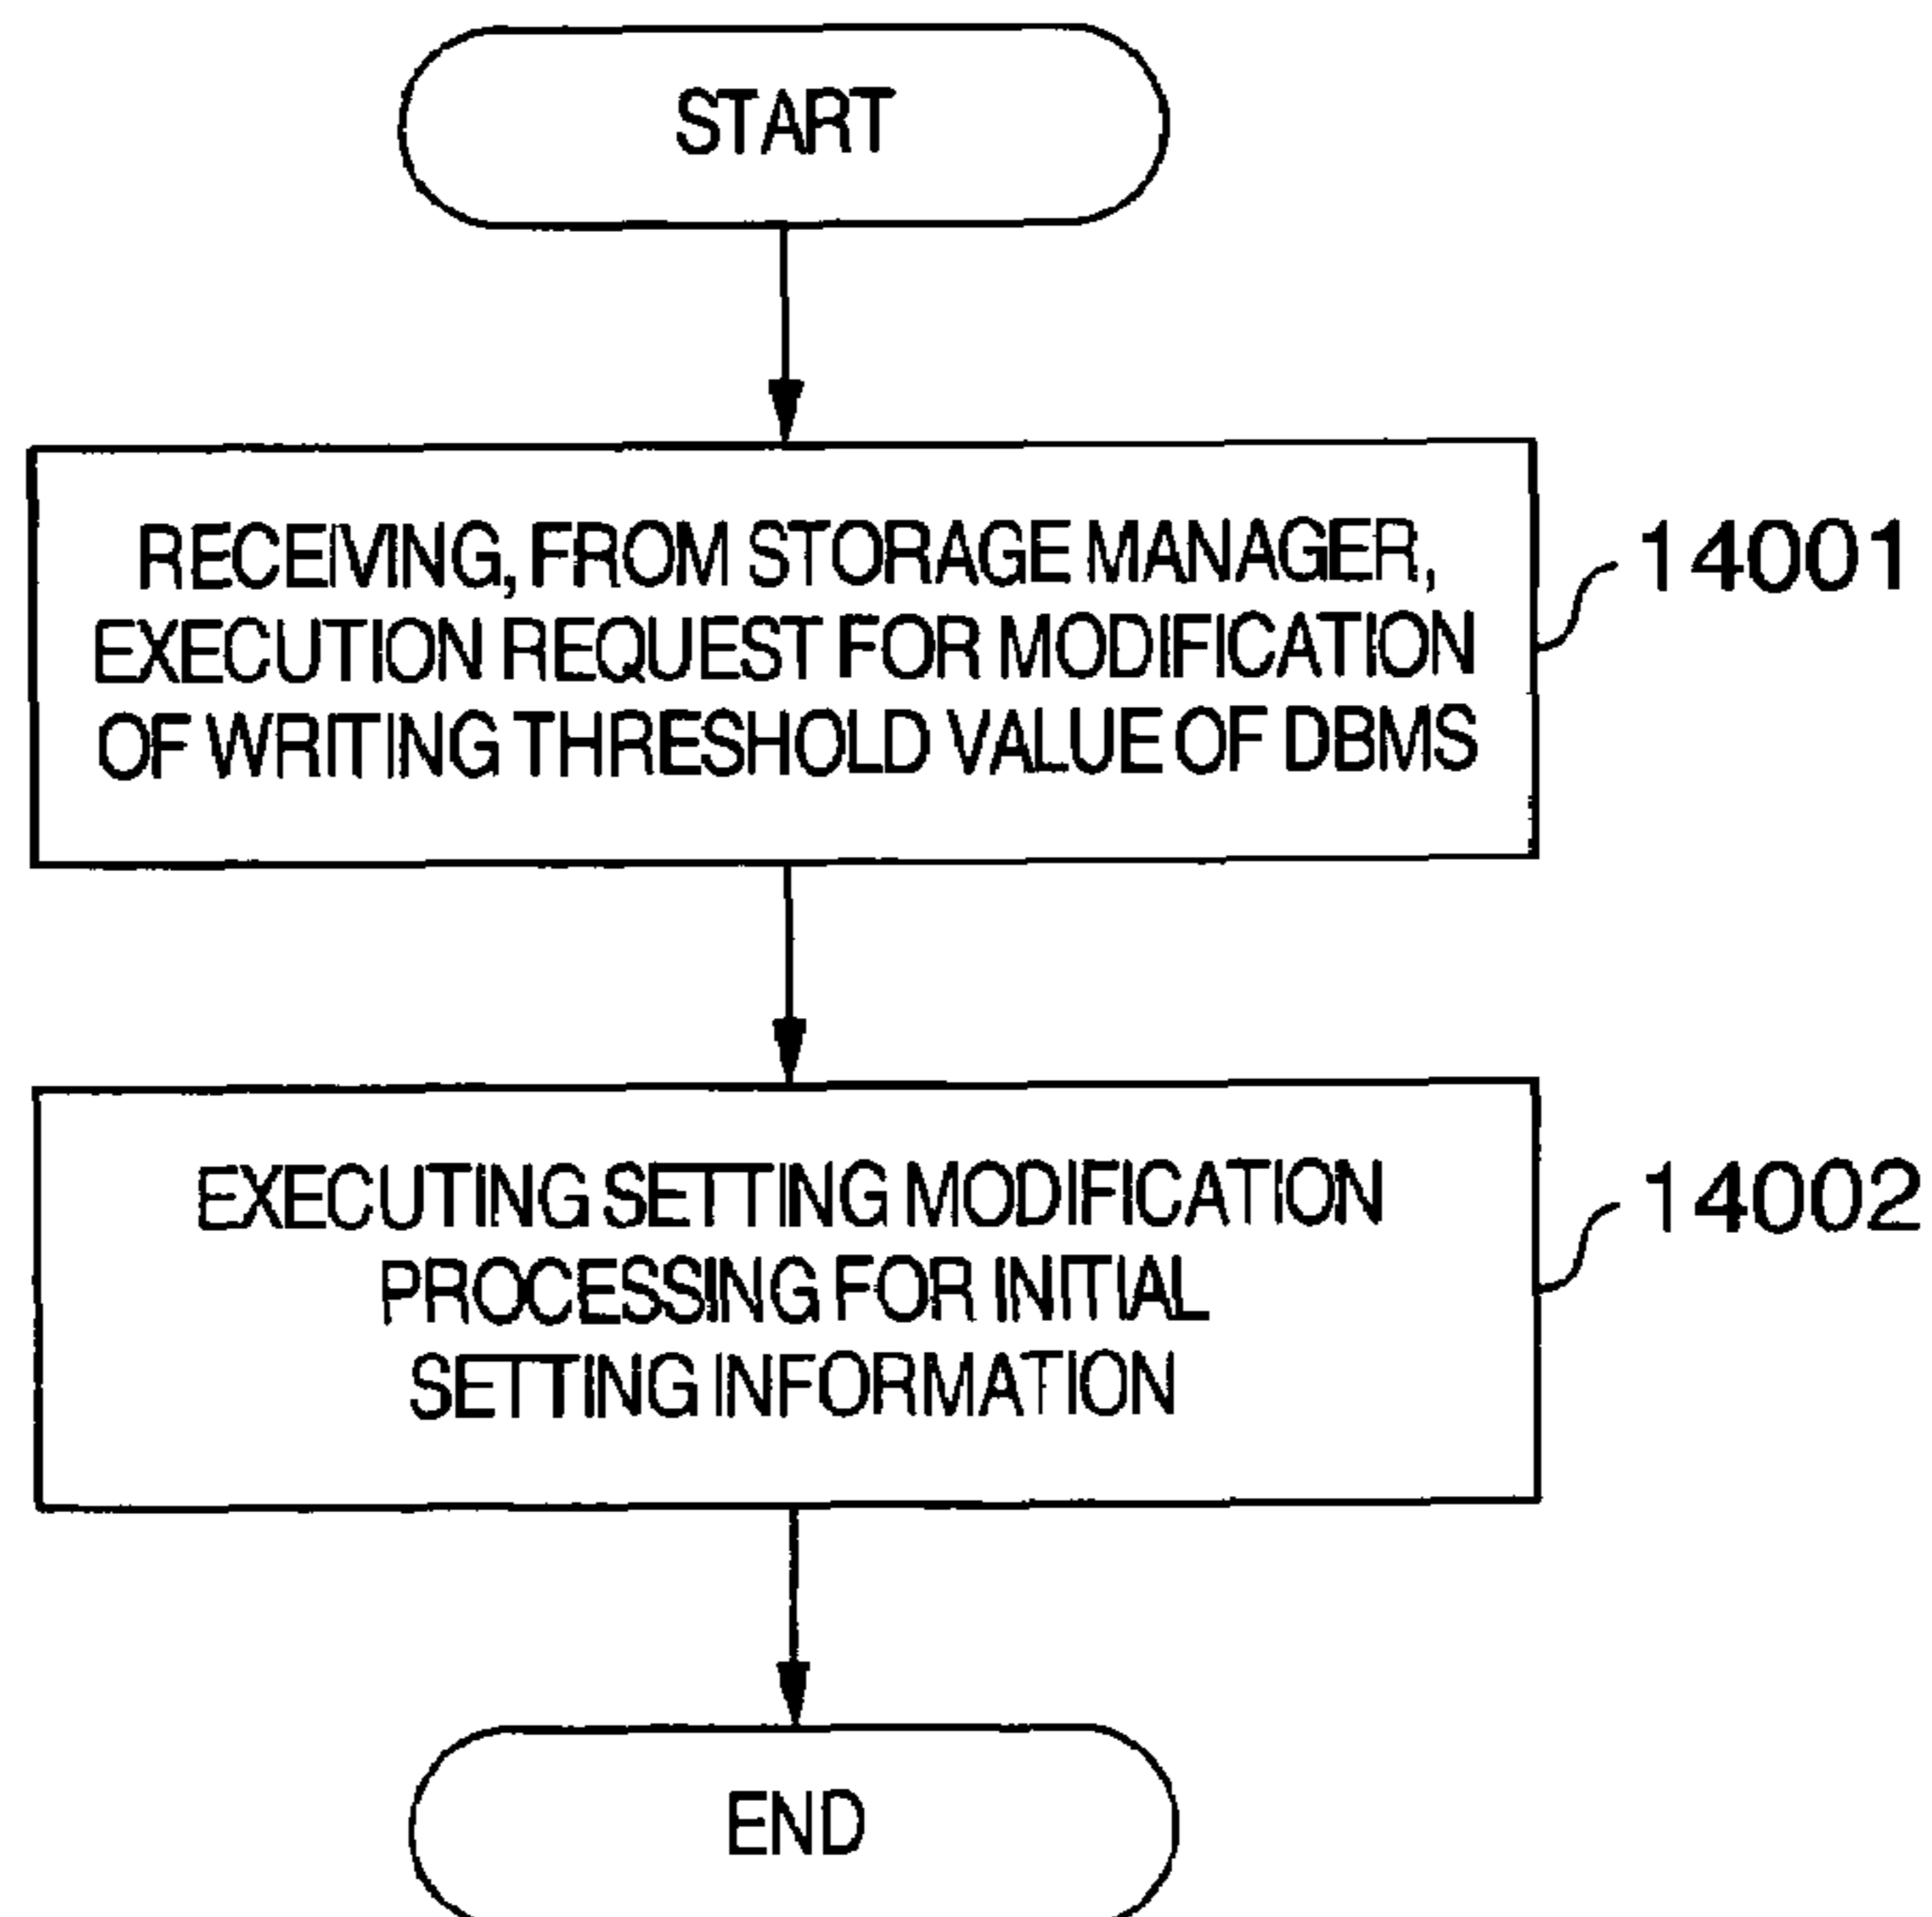 START
RECEIVING, FROM STORAGE MANAGER,
EXECUTION REQUEST FOR MODIFICATION
OF WRITING THRESHOLD VALUE OF DBMS
14001
EXECUTING SETTING MODIFICATION
PROCESSING FOR INITIAL
SETTING INFORMATION
14002
END